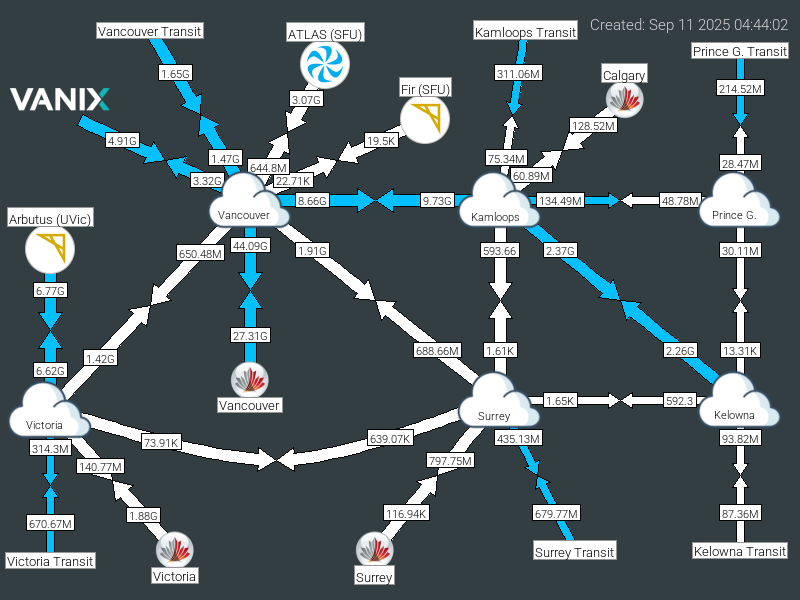 Created: Sep 11 2025 04:44:02
Vancouver Transit
ATLAS (SFU)
Kamloops Transit
Prince G. Transit
1.65G
311.06M
Calgary
VANIX
3.07G
Fir (SFU)
214.52M
128.52M
4.91G
19.5K
1.47G
644.8M
75.34M
28.47M
3.32G
22.71K
60.89M
Vancouver
8.66G
9.73G
Kamloops
134.49M
48.78M
Prince G.
Arbutus (UVic)
650.48M
44.09G
1.91G
593.66
2.37G
30.11M
6.77G
1.42G
27.31G
688.66M
1.61K
2.26G
13.31K
6.62G
Vancouver
Victoria
Surrey
1.65K
592.3
Kelowna
314.3M
73.91K
639.07K
435.13M
93.82M
140.77M
797.75M
670.67M
1.88G
116.94K
679.77M
87.36M
Victoria Transit
Victoria
Surrey
Surrey Transit
Kelowna Transit